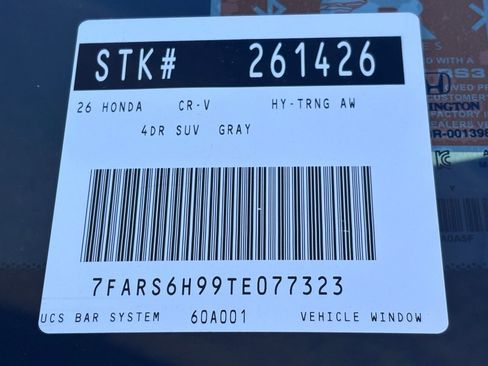 STK# 261426
26 HONDA CR-V HY-TRNG AW
4DR SUV GRAY
7FARS6H99TE077323
UCS BAR SYSTEM 60A001 VEHICLE WINDOW